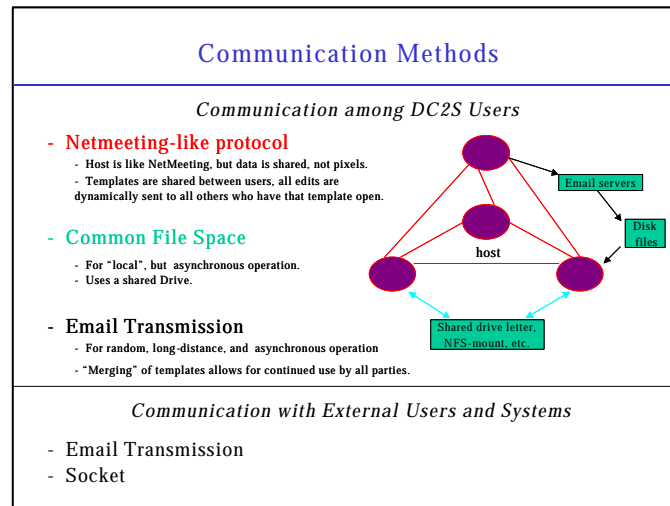 Communication Methods
Communication among DC2S Users
- Netmeeting-like protocol
- Host is like NetMeeting, but data is shared, not pixels.
- Templates are shared between users, all edits are
dynamically sent to all others who have that template open.
- Common File Space
- For “local”, but asynchronous operation.
- Uses a shared Drive.
- Email Transmission
- For random, long-distance, and asynchronous operation
- “Merging” of templates allows for continued use by all parties.
Email servers
Disk
files
host
Shared drive letter,
NFS-mount, etc.
Communication with External Users and Systems
- Email Transmission
- Socket